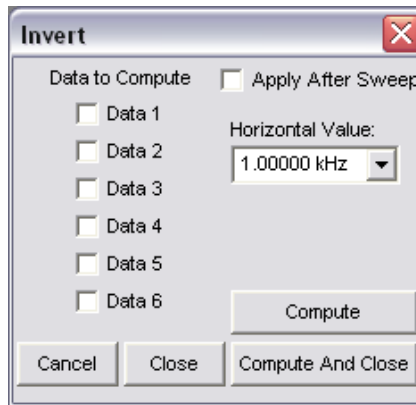 Invert
Data to Compute
Apply After Sweep
Data 1
Data 2
Data 3
Data 4
Data 5
Data 6
Horizontal Value:
1.00000 kHz
Compute
Cancel
Close
Compute And Close